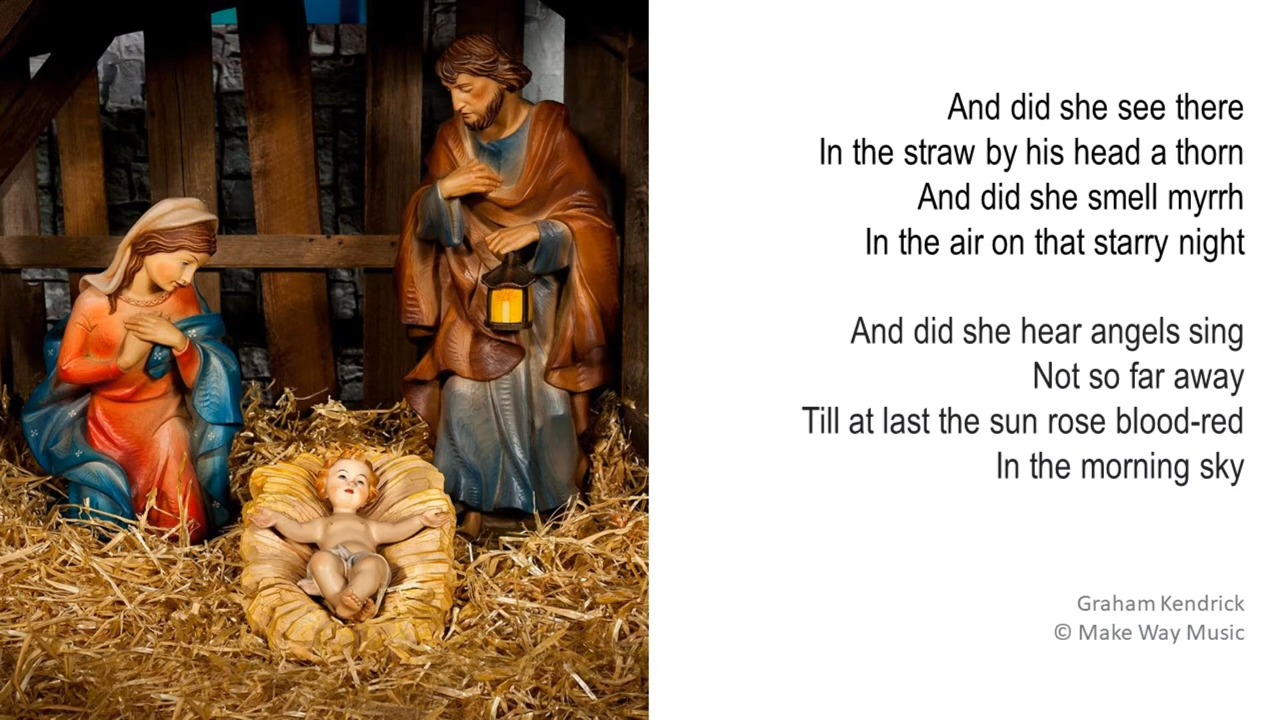 And did she see there
In the straw by his head a thorn
And did she smell myrrh
In the air on that starry night
And did she hear angels sing
Not so far away
Till at last the sun rose blood-red
In the morning sky
Graham Kendrick
© Make Way Music